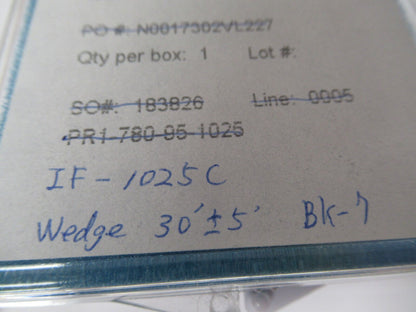 PO #: N0017302VL227
Qty per box: 1 Lot #:
SO#: 183826 Line: 0005
PR1-780-95-1025
IF-1025C
Wedge 30' ± 5' BK-7